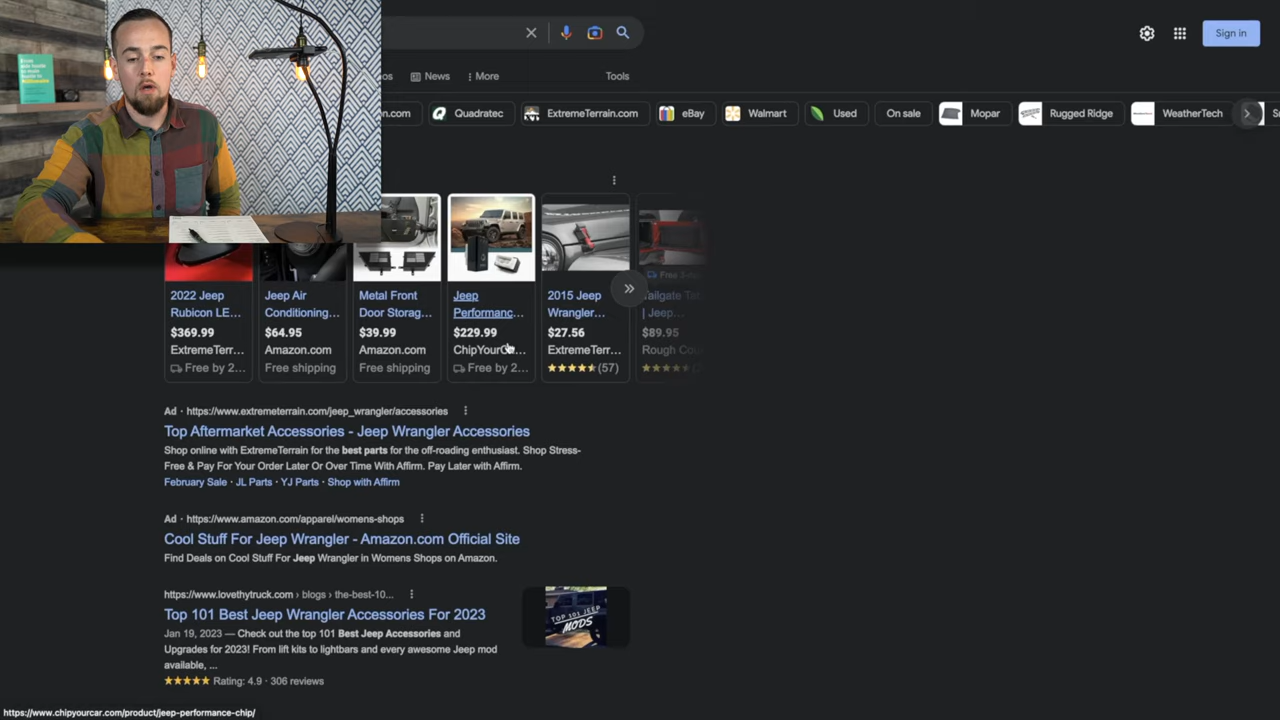 Sign in
os News More Tools
n.com Quadratec ExtremeTerrain.com eBay Walmart Used On sale Mopar Rugged Ridge WeatherTech
2022 Jeep
Rubicon LE...
$369.99
ExtremeTerr...
Free by 2...
Jeep Air
Conditioning...
$64.95
Amazon.com
Free shipping
Metal Front
Door Storag...
$39.99
Amazon.com
Free shipping
Jeep
Performanc...
$229.99
ChipYourC...
Free by 2...
2015 Jeep
Wrangler...
$27.56
ExtremeTerr...
(57)
Free 3-
Tailgate
| Jeep...
$89.95
Rough Cou
Ad · https://www.extremeterrain.com/jeep_wrangler/accessories
Top Aftermarket Accessories - Jeep Wrangler Accessories
Shop online with ExtremeTerrain for the best parts for the off-roading enthusiast. Shop Stress-
Free & Pay For Your Order Later Or Over Time With Affirm. Pay Later with Affirm.
February Sale · JL Parts · YJ Parts · Shop with Affirm
Ad · https://www.amazon.com/apparel/womens-shops
Cool Stuff For Jeep Wrangler - Amazon.com Official Site
Find Deals on Cool Stuff For Jeep Wrangler in Womens Shops on Amazon.
https://www.lovethytruck.com › blogs › the-best-10...
Top 101 Best Jeep Wrangler Accessories For 2023
Jan 19, 2023 — Check out the top 101 Best Jeep Accessories and
Upgrades for 2023! From lift kits to lightbars and every awesome Jeep mod
available, ...
Rating: 4.9 · 306 reviews
TOP 101 JEEP
MODS
https://www.chipyourcar.com/product/jeep-performance-chip/